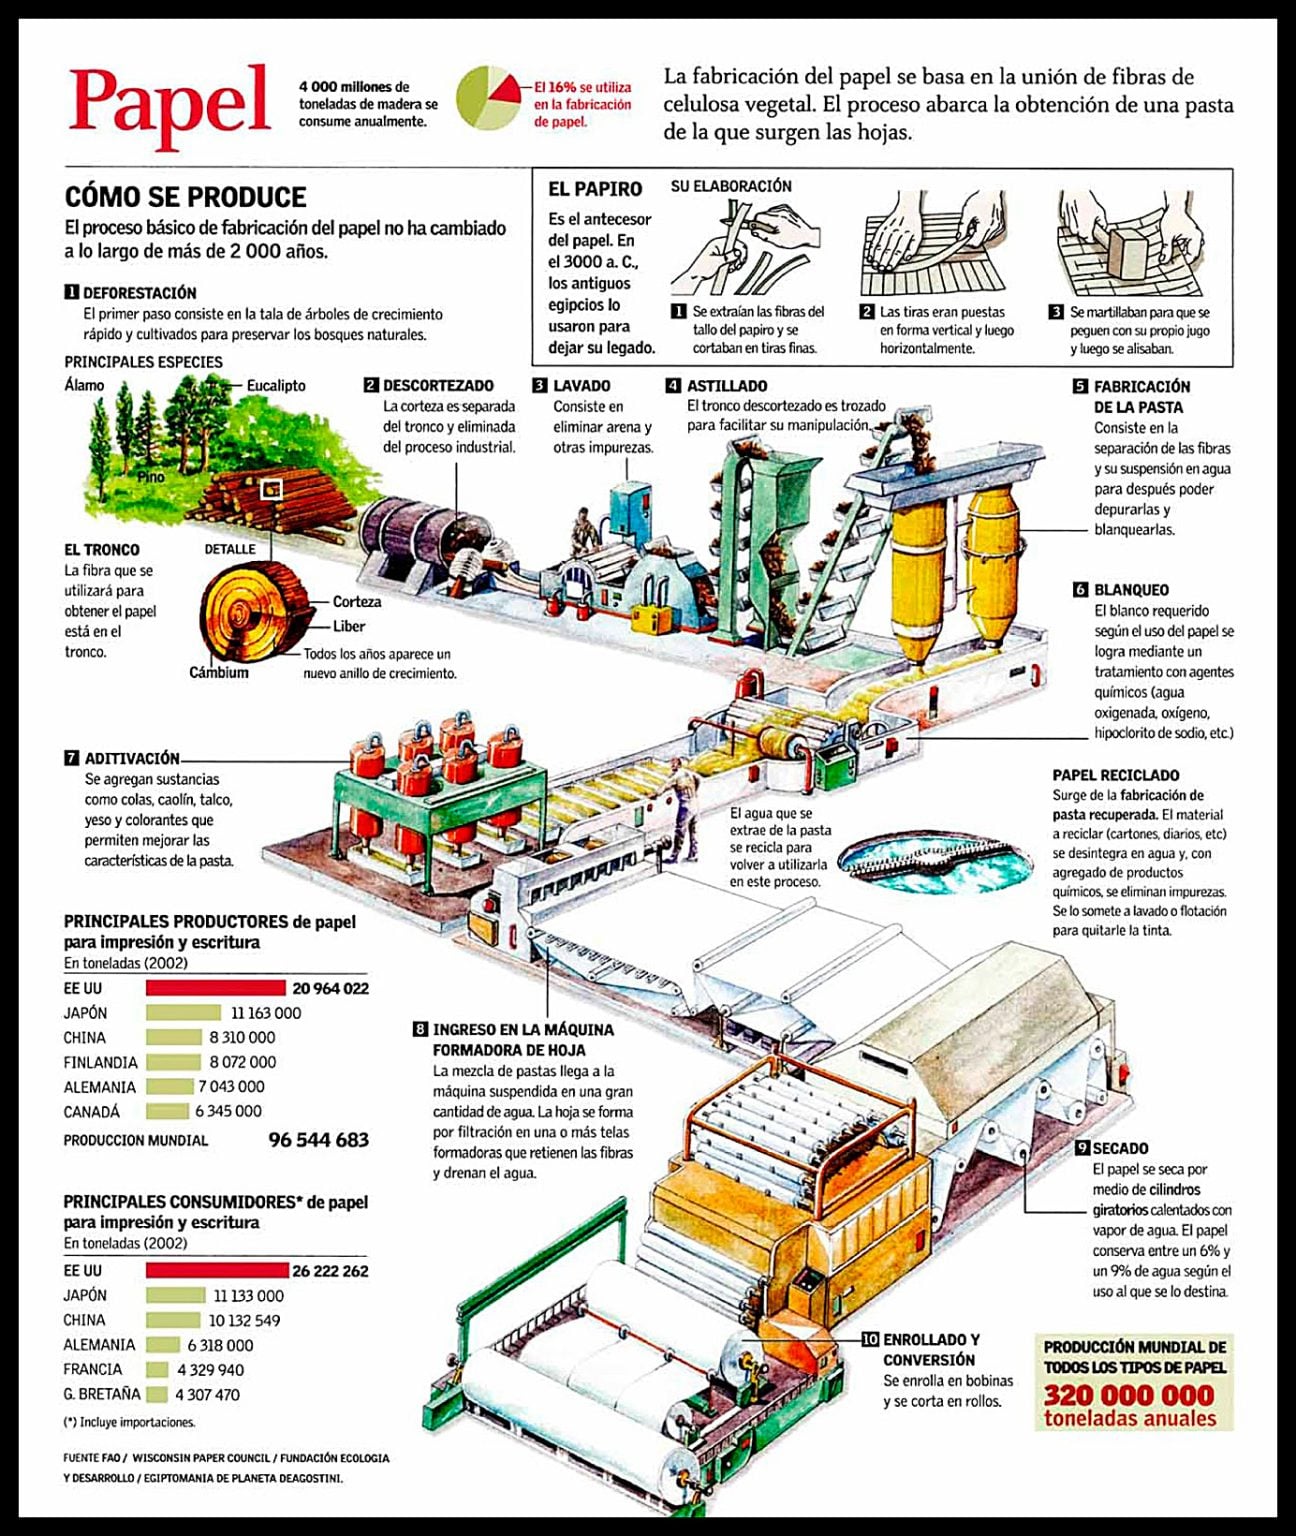 Papel
4 000 millones de
toneladas de madera se
consume anualmente.
El 16% se utiliza
en la fabricación
de papel.
La fabricación del papel se basa en la unión de fibras de
celulosa vegetal. El proceso abarca la obtención de una pasta
de la que surgen las hojas.
CÓMO SE PRODUCE
El proceso básico de fabricación del papel no ha cambiado
a lo largo de más de 2 000 años.
EL PAPIRO
Es el antecesor
del papel. En
el 3000 a. C.,
los antiguos
egipcios lo
usaron para
dejar su legado.
SU ELABORACIÓN
1 Se extraían las fibras del
tallo del papiro y se
cortaban en tiras finas.
2 Las tiras eran puestas
en forma vertical y luego
horizontalmente.
3 Se martillaban para que se
peguen con su propio jugo
y luego se alisaban.
1 DEFORESTACIÓN
El primer paso consiste en la tala de árboles de crecimiento
rápido y cultivados para preservar los bosques naturales.
PRINCIPALES ESPECIES
Álamo
Eucalipto
Pino
2 DESCORTEZADO
La corteza es separada
del tronco y eliminada
del proceso industrial.
3 LAVADO
Consiste en
eliminar arena y
otras impurezas.
4 ASTILLADO
El tronco descortezado es trozado
para facilitar su manipulación.
5 FABRICACIÓN
DE LA PASTA
Consiste en la
separación de las fibras
y su suspensión en agua
para después poder
depurarlas y
blanquearlas.
EL TRONCO
La fibra que se
utilizará para
obtener el papel
está en el
tronco.
DETALLE
Corteza
Liber
Todos los años aparece un
nuevo anillo de crecimiento.
Cámbium
6 BLANQUEO
El blanco requerido
según el uso del papel se
logra mediante un
tratamiento con agentes
químicos (agua
oxigenada, oxígeno,
hipoclorito de sodio, etc.)
7 ADITIVACIÓN
Se agregan sustancias
como colas, caolín, talco,
yeso y colorantes que
permiten mejorar las
características de la pasta.
El agua que se
extrae de la pasta
se recicla para
volver a utilizarla
en este proceso.
PAPEL RECICLADO
Surge de la fabricación de
pasta recuperada. El material
a reciclar (cartones, diarios, etc)
se desintegra en agua y, con
agregado de productos
químicos, se eliminan impurezas.
Se lo somete a lavado o flotación
para quitarle la tinta.
PRINCIPALES PRODUCTORES de papel
para impresión y escritura
En toneladas (2002)
EE UU 20 964 022
JAPÓN 11 163 000
CHINA 8 310 000
FINLANDIA 8 072 000
ALEMANIA 7 043 000
CANADÁ 6 345 000
PRODUCCION MUNDIAL 96 544 683
8 INGRESO EN LA MÁQUINA
FORMADORA DE HOJA
La mezcla de pastas llega a la
máquina suspendida en una gran
cantidad de agua. La hoja se forma
por filtración en una o más telas
formadoras que retienen las fibras
y drenan el agua.
9 SECADO
El papel se seca por
medio de cilindros
giratorios calentados con
vapor de agua. El papel
conserva entre un 6% y
un 9% de agua según el
uso al que se lo destina.
PRINCIPALES CONSUMIDORES* de papel
para impresión y escritura
En toneladas (2002)
EE UU 26 222 262
JAPÓN 11 133 000
CHINA 10 132 549
ALEMANIA 6 318 000
FRANCIA 4 329 940
G. BRETAÑA 4 307 470
(*) Incluye importaciones.
10 ENROLLADO Y
CONVERSIÓN
Se enrolla en bobinas
y se corta en rollos.
PRODUCCIÓN MUNDIAL DE
TODOS LOS TIPOS DE PAPEL
320 000 000
toneladas anuales
FUENTE FAO / WISCONSIN PAPER COUNCIL / FUNDACIÓN ECOLOGIA
Y DESARROLLO / EGIPTOMANIA DE PLANETA DEAGOSTINI.